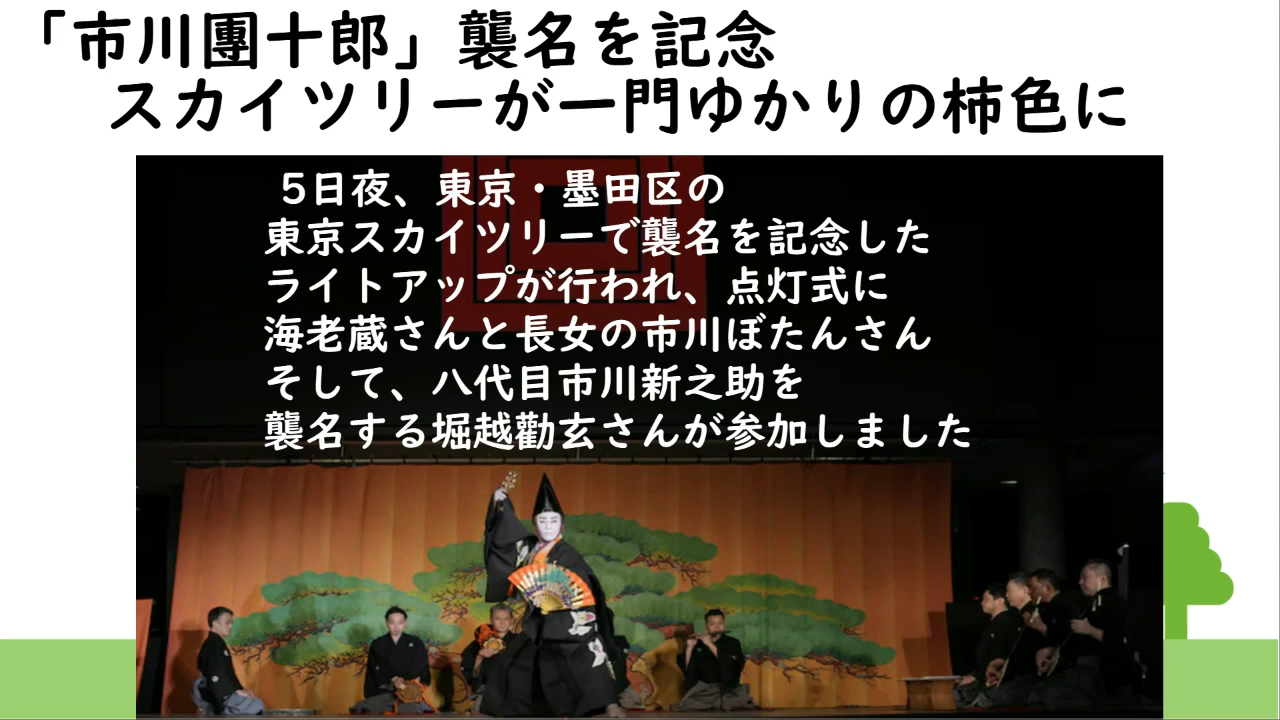 「市川團十郎」襲名を記念
スカイツリーが一門ゆかりの柿色に
5日夜、東京・墨田区の
東京スカイツリーで襲名を記念した
ライトアップが行われ、点灯式に
海老蔵さんと長女の市川ぼたんさん
そして、八代目市川新之助を
襲名する堀越勸玄さんが参加しました